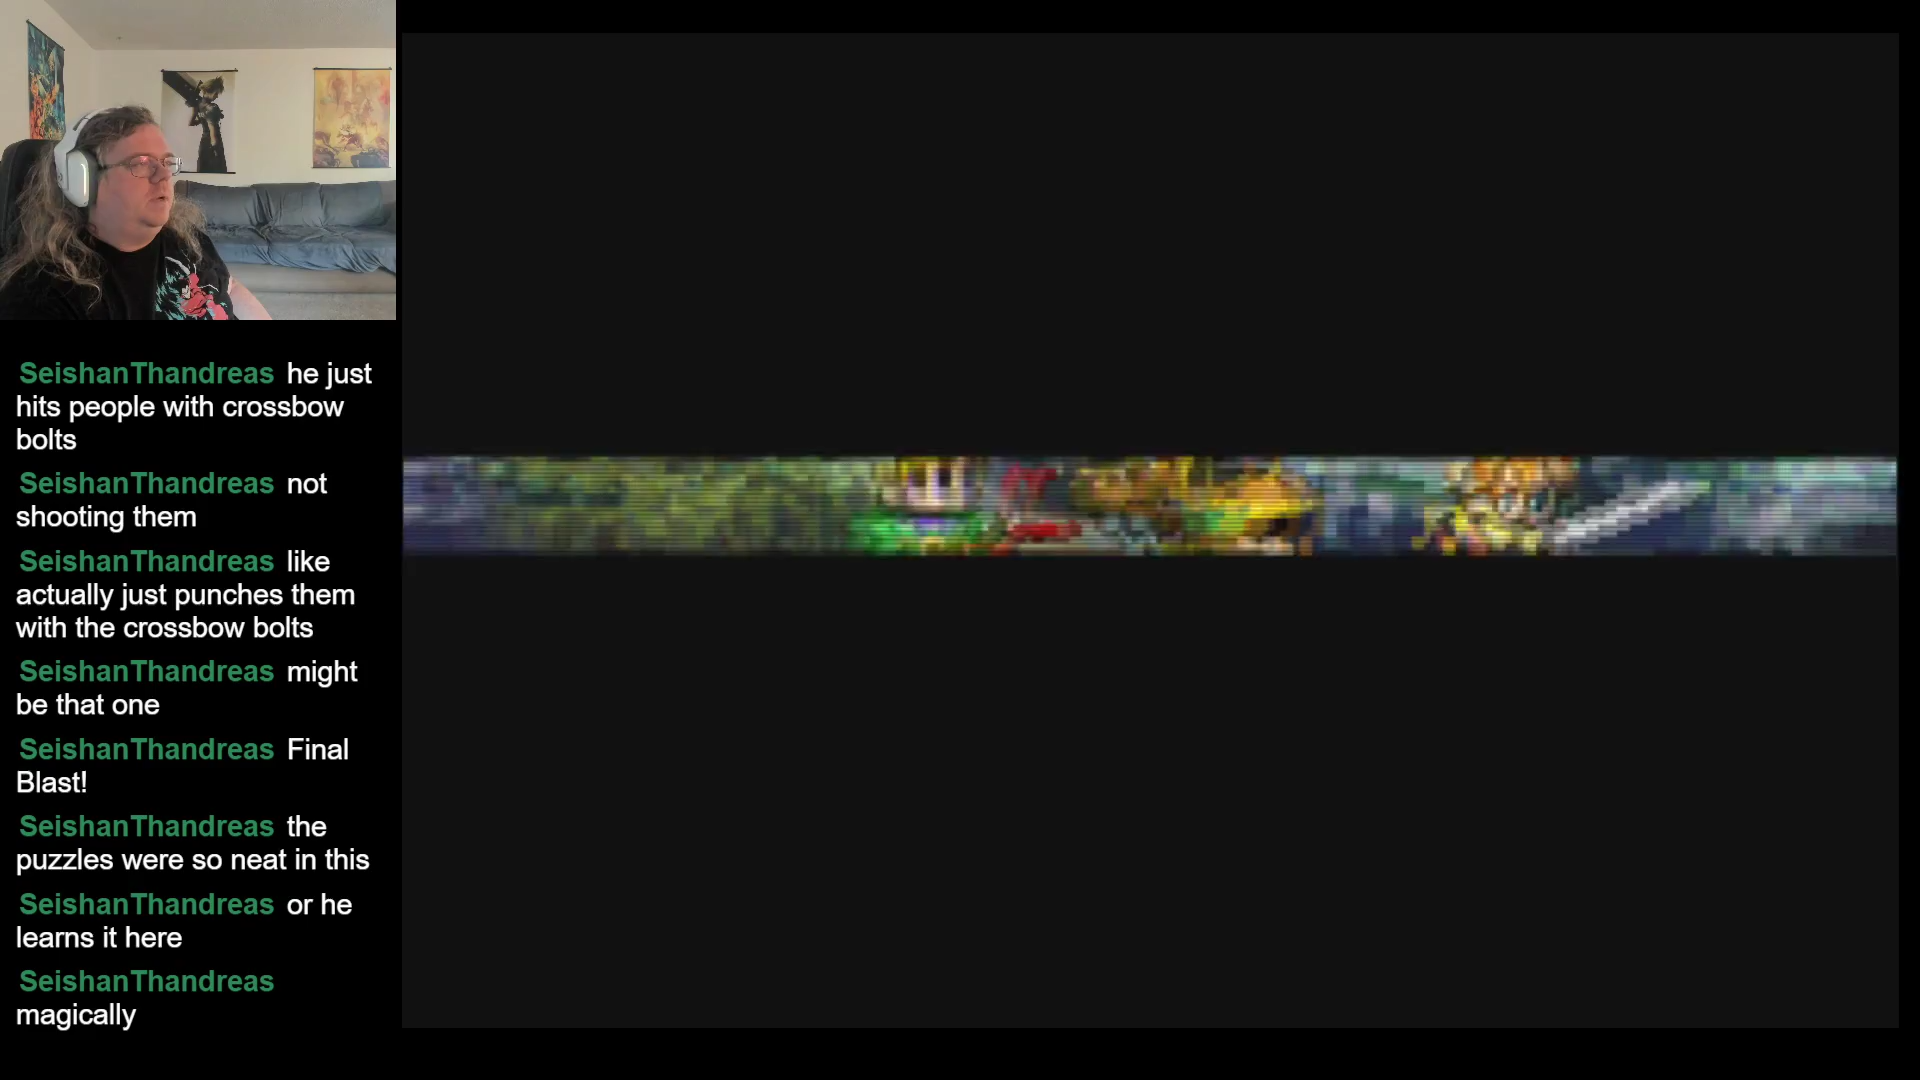 SeishanThandreas he just
hits people with crossbow
bolts
SeishanThandreas not
shooting them
SeishanThandreas like
actually just punches them
with the crossbow bolts
SeishanThandreas might
be that one
SeishanThandreas Final
Blast!
SeishanThandreas the
puzzles were so neat in this
SeishanThandreas or he
learns it here
SeishanThandreas
magically